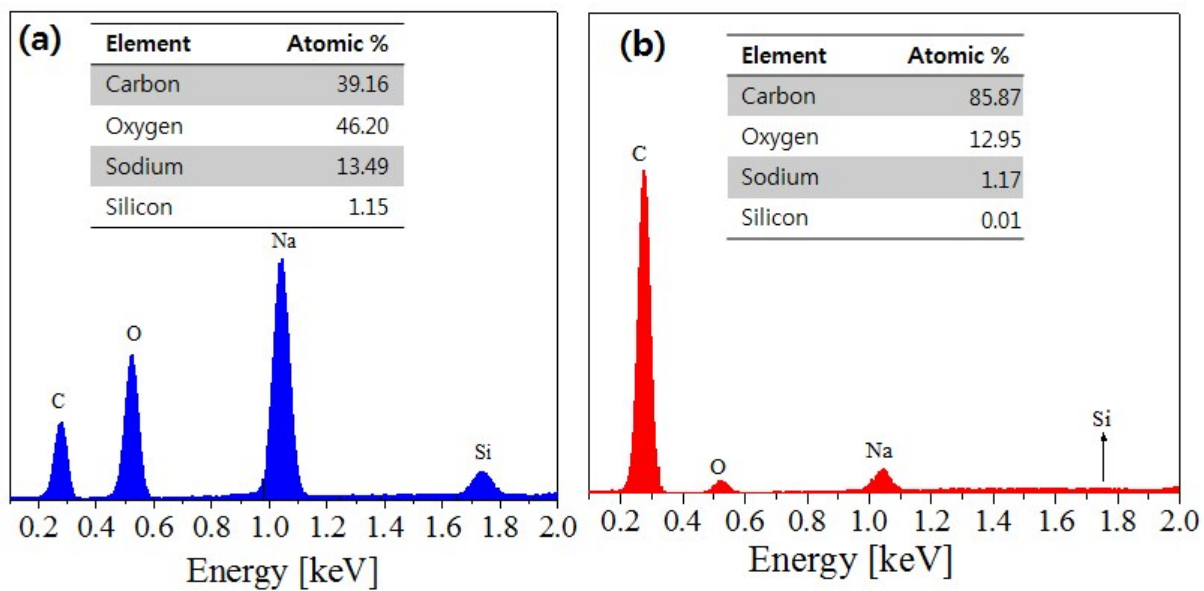 (a)
Element Atomic %
Carbon 39.16
Oxygen 46.20
Sodium 13.49
Silicon 1.15
C
O
Na
Si
0.2 0.4 0.6 0.8 1.0 1.2 1.4 1.6 1.8 2.0
Energy [keV]
(b)
Element Atomic %
Carbon 85.87
Oxygen 12.95
Sodium 1.17
Silicon 0.01
C
O
Na
Si
0.2 0.4 0.6 0.8 1.0 1.2 1.4 1.6 1.8 2.0
Energy [keV]